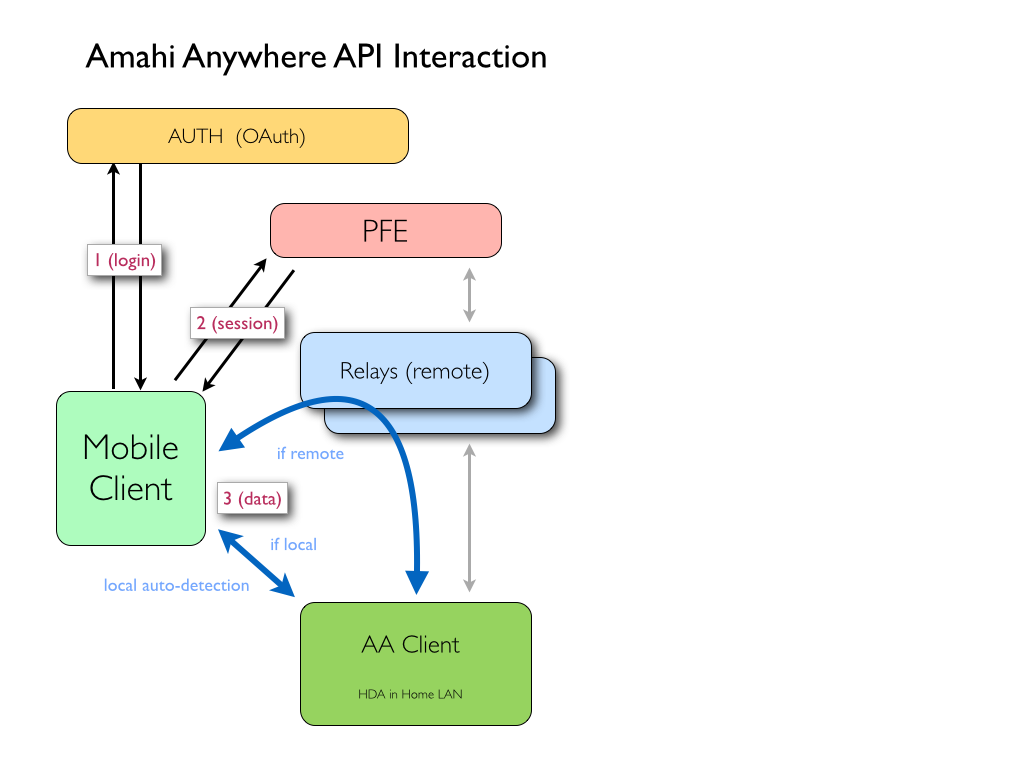 Amahi Anywhere API Interaction
AUTH (OAuth)
PFE
1 (login)
2 (session)
Relays (remote)
Mobile
Client
if remote
3 (data)
if local
local auto-detection
AA Client
HDA in Home LAN